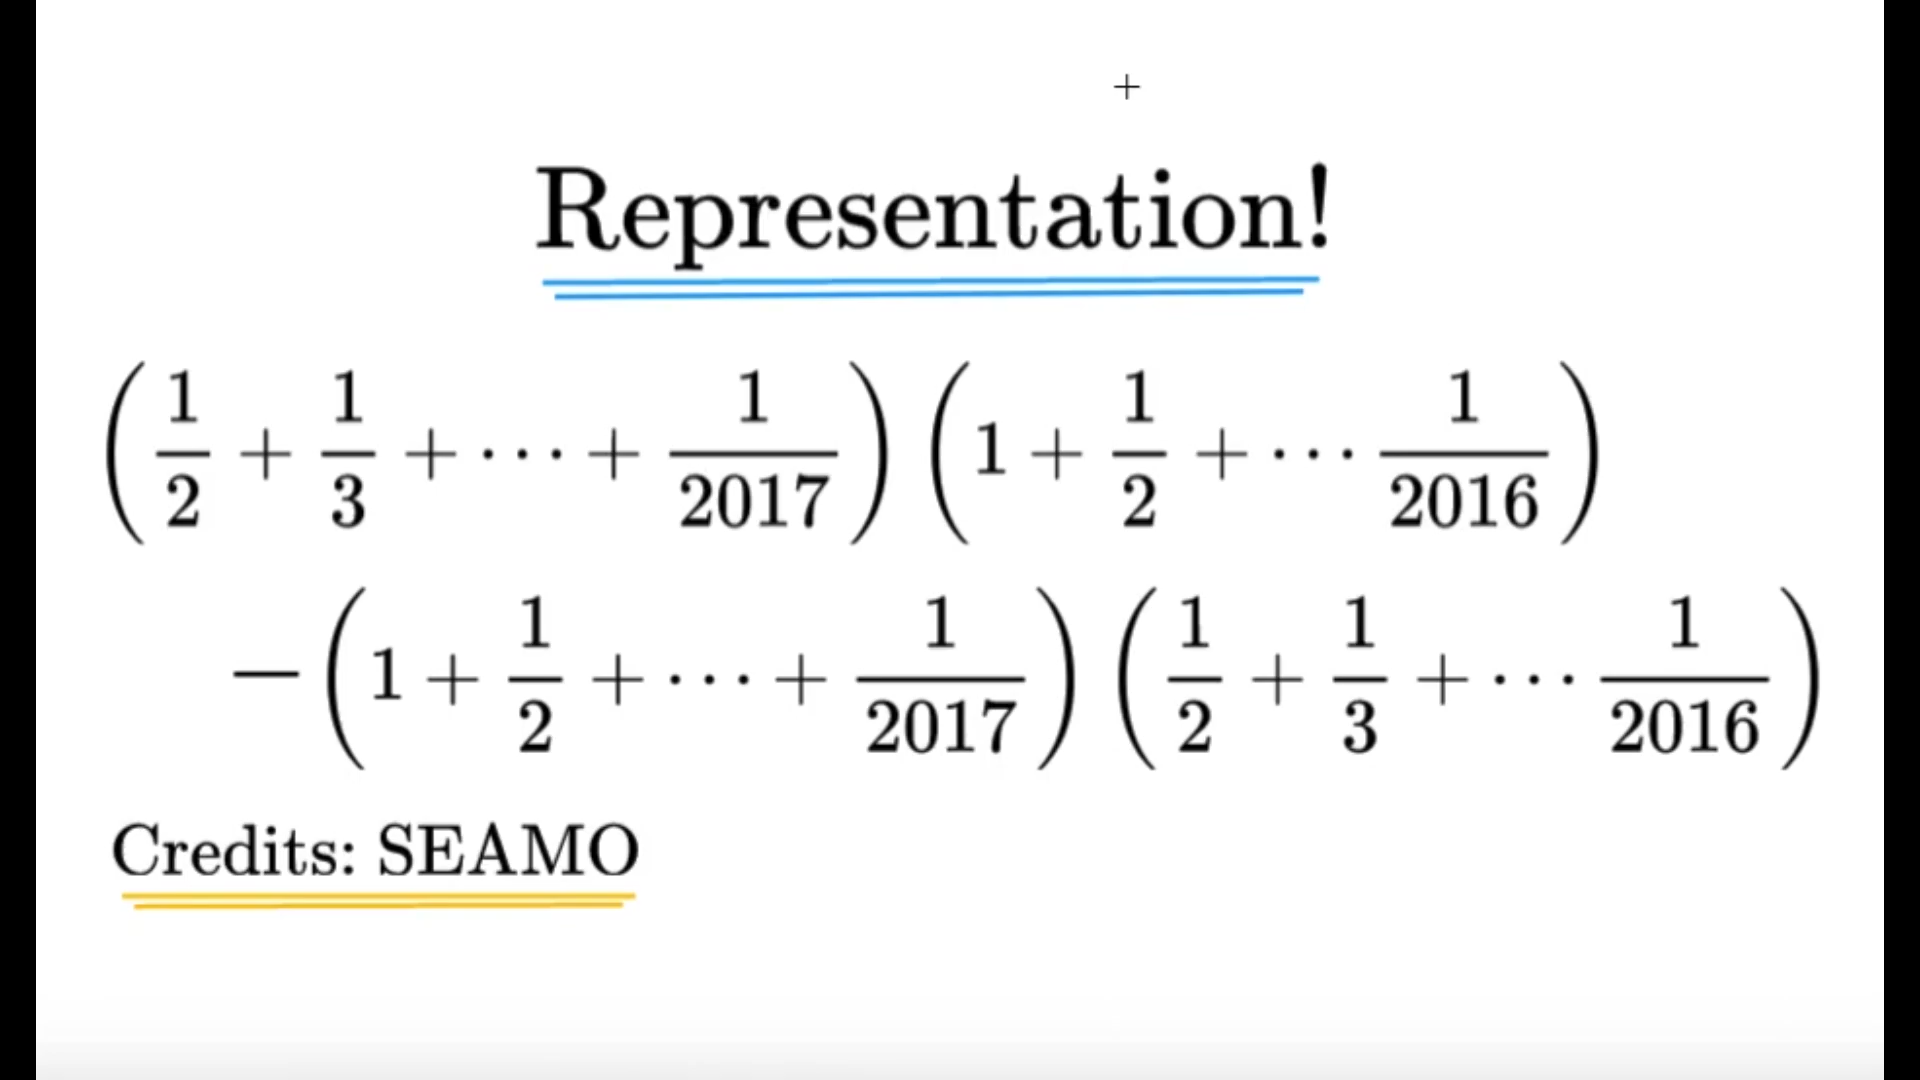 Representation!
(1/2 + 1/3 + ⋯ + 1/2017) (1 + 1/2 + ⋯ 1/2016)
− (1 + 1/2 + ⋯ + 1/2017) (1/2 + 1/3 + ⋯ 1/2016)
Credits: SEAMO